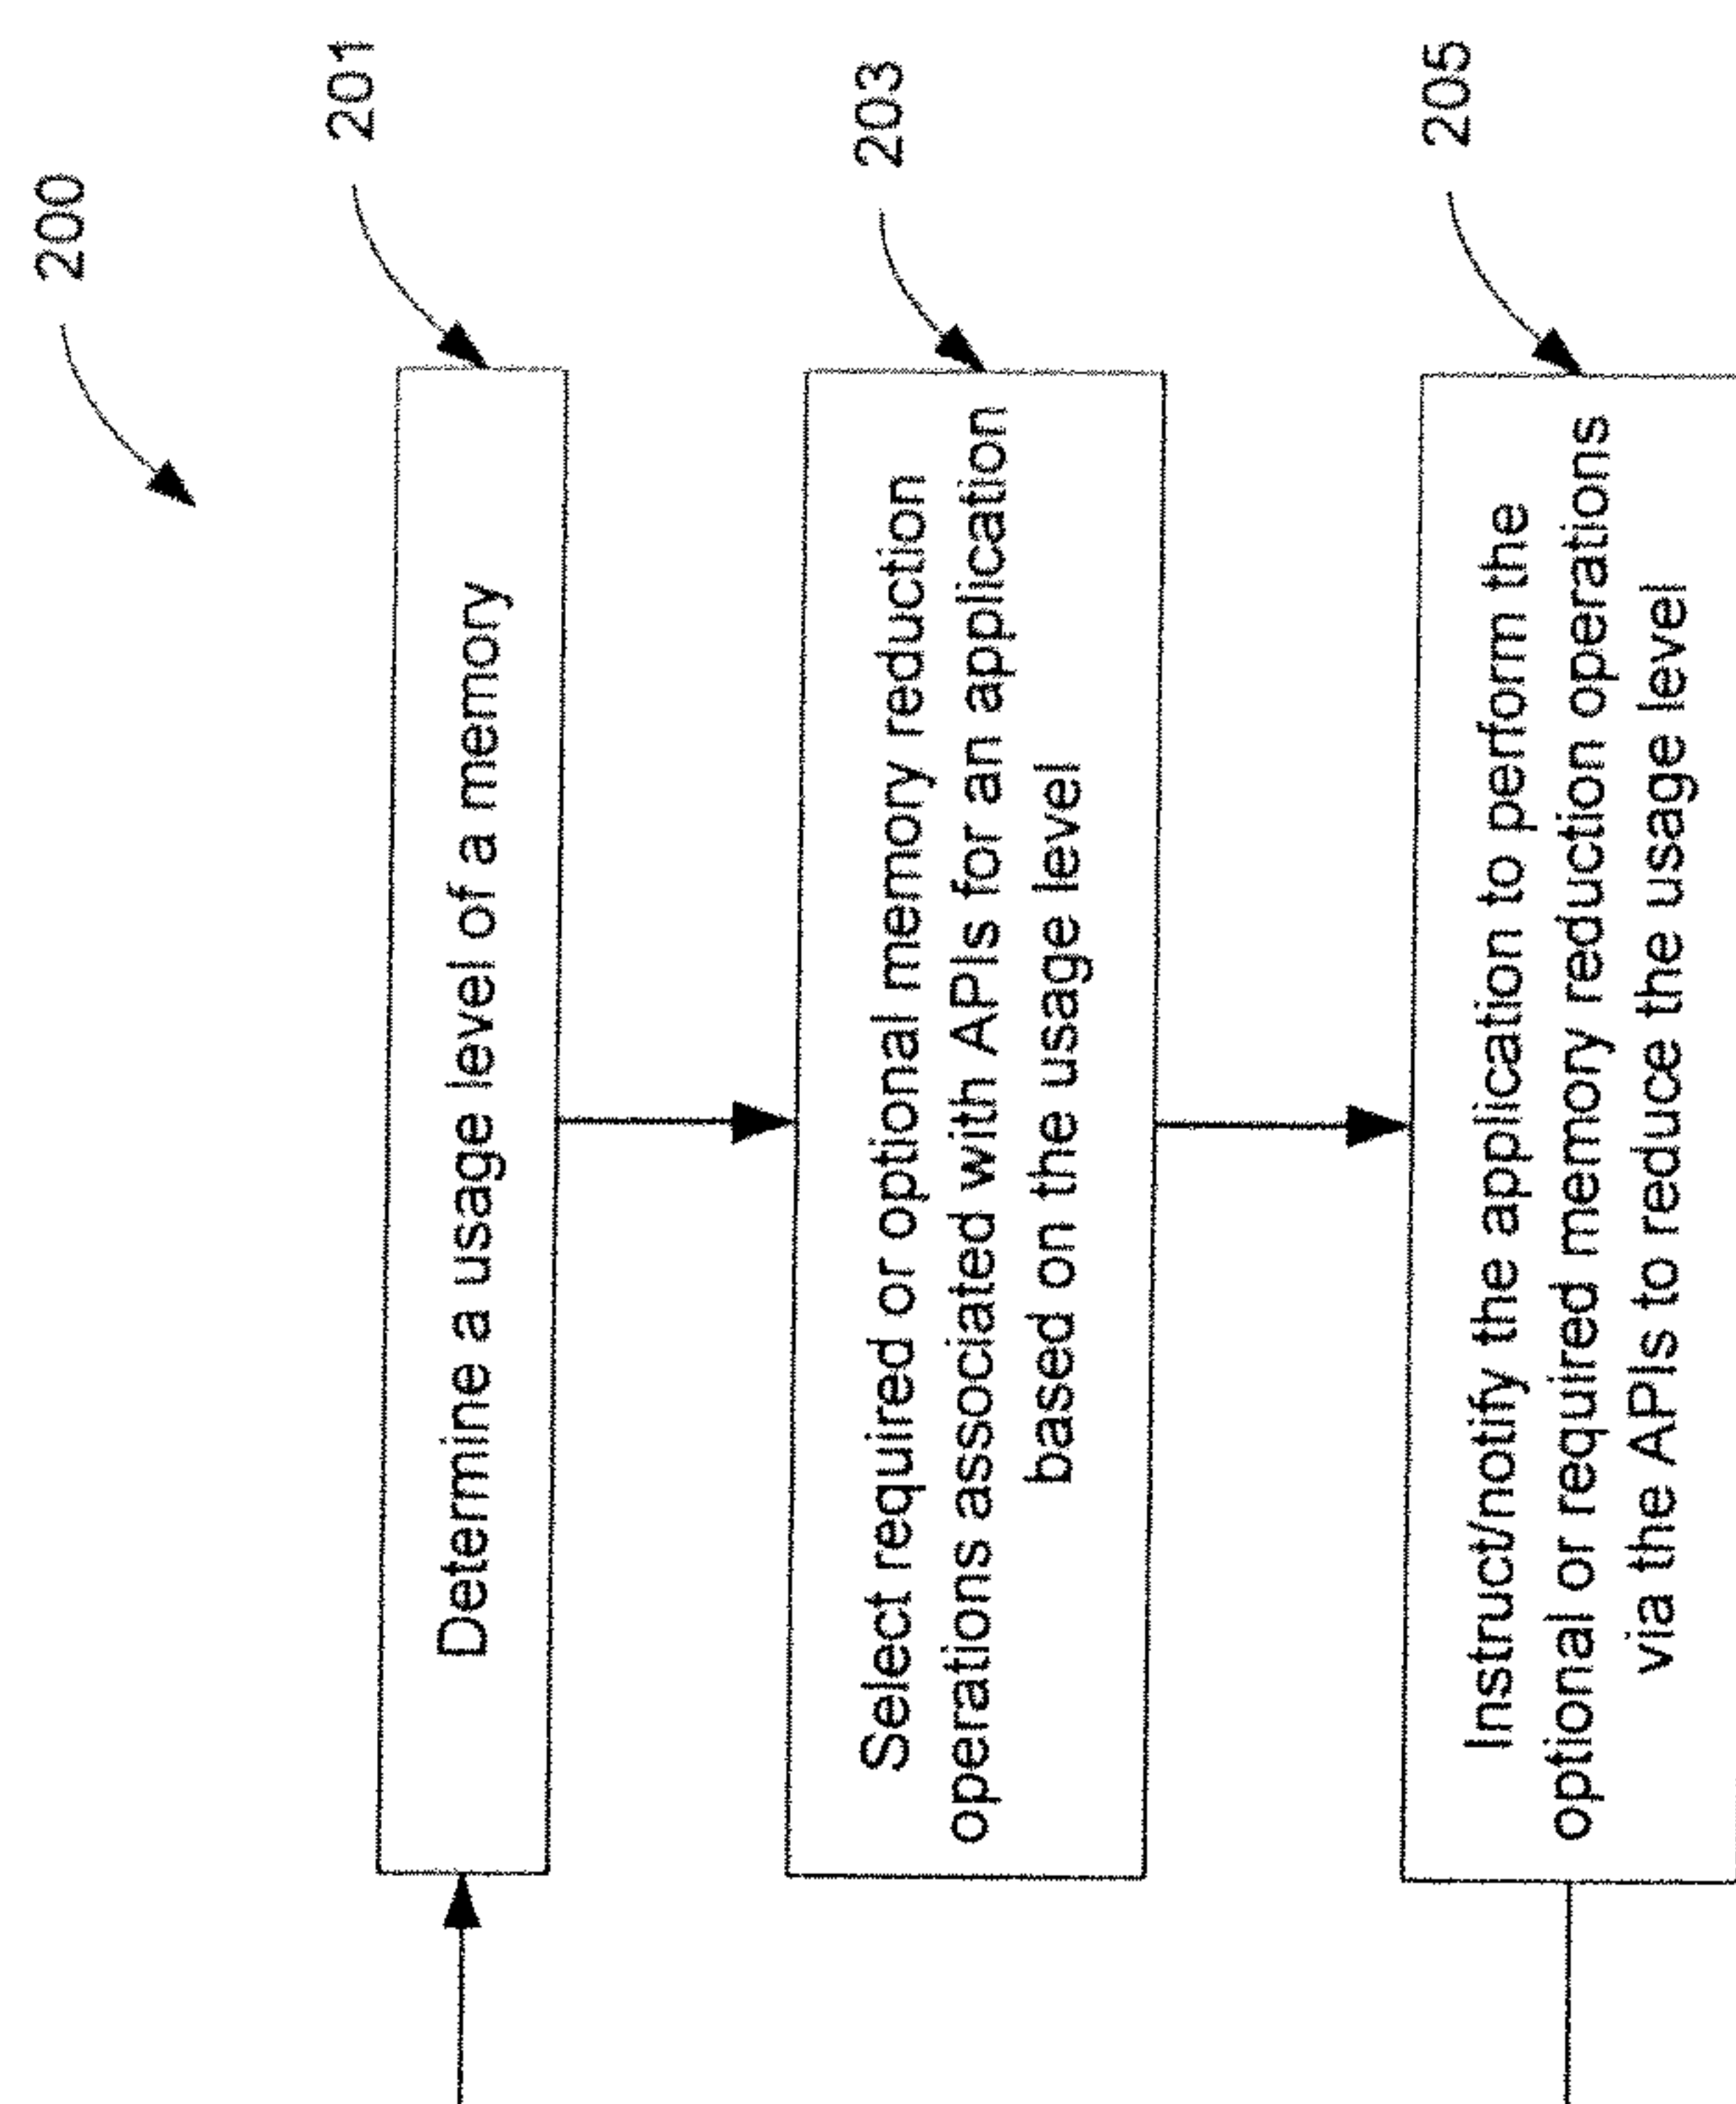 200
201
Determine a usage level of a memory
203
Select required or optional memory reduction
operations associated with APIs for an application
based on the usage level
205
Instruct/notify the application to perform the
optional or required memory reduction operations
via the APIs to reduce the usage level